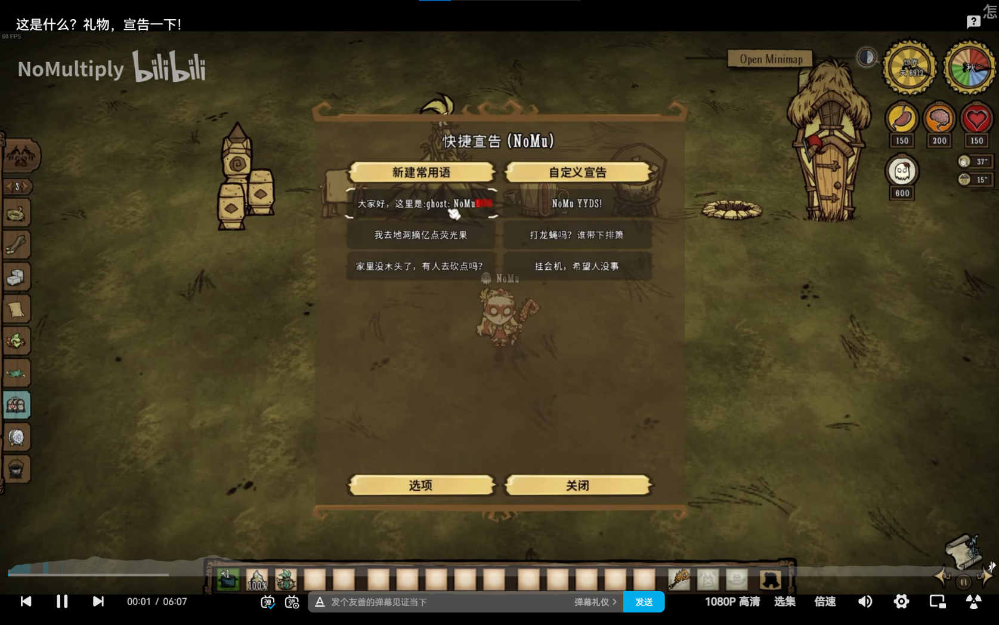 怎
这是什么？礼物，宣告一下！
60 FPS
NoMultiply bilibili
Open Minimap
世界
天 6912
秋
150
200
150
37°
15°
600
3
快捷宣告 (NoMu)
新建常用语
自定义宣告
大家好，这里是:ghost: NoMu
NoMu YYDS!
我去地洞摘亿点荧光果
打龙蝇吗？谁带下排箫
家里没木头了，有人去砍点吗？
挂会机，希望人没事
NoMu
选项
关闭
100%
00:01 / 06:07
弹
弹
A
发个友善的弹幕见证当下
弹幕礼仪 >
发送
1080P 高清
选集
倍速